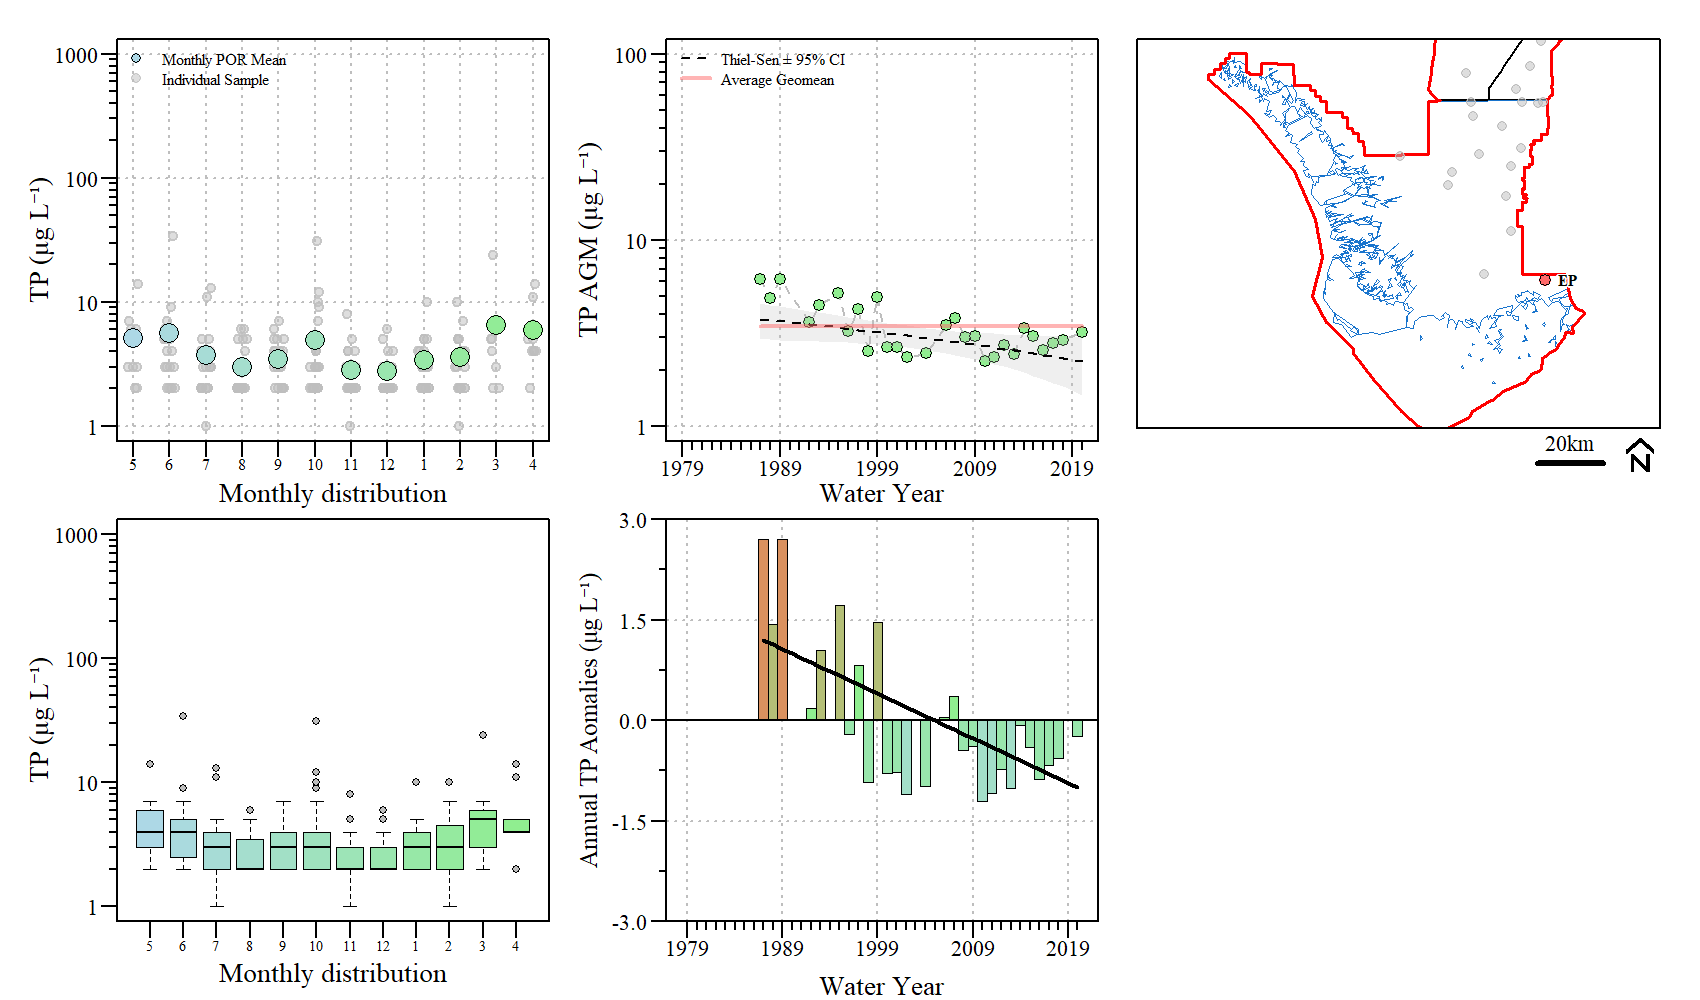 Monthly POR Mean
Individual Sample
1000
100
10
1
TP (µg L⁻¹)
5 6 7 8 9 10 11 12 1 2 3 4
Monthly distribution
Thiel-Sen ± 95% CI
Average Geomean
100
10
1
TP AGM (µg L⁻¹)
1979 1989 1999 2009 2019
Water Year
EP
20km
N
1000
100
10
1
TP (µg L⁻¹)
5 6 7 8 9 10 11 12 1 2 3 4
Monthly distribution
3.0
1.5
0.0
-1.5
-3.0
Annual TP Aomalies (µg L⁻¹)
1979 1989 1999 2009 2019
Water Year